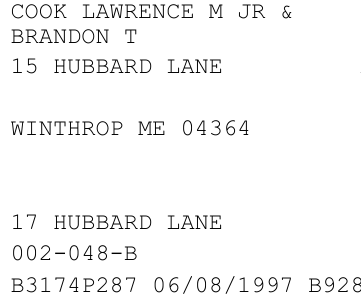 COOK LAWRENCE M JR &
BRANDON T
15 HUBBARD LANE
WINTHROP ME 04364
17 HUBBARD LANE
002-048-B
B3174P287 06/08/1997 B928